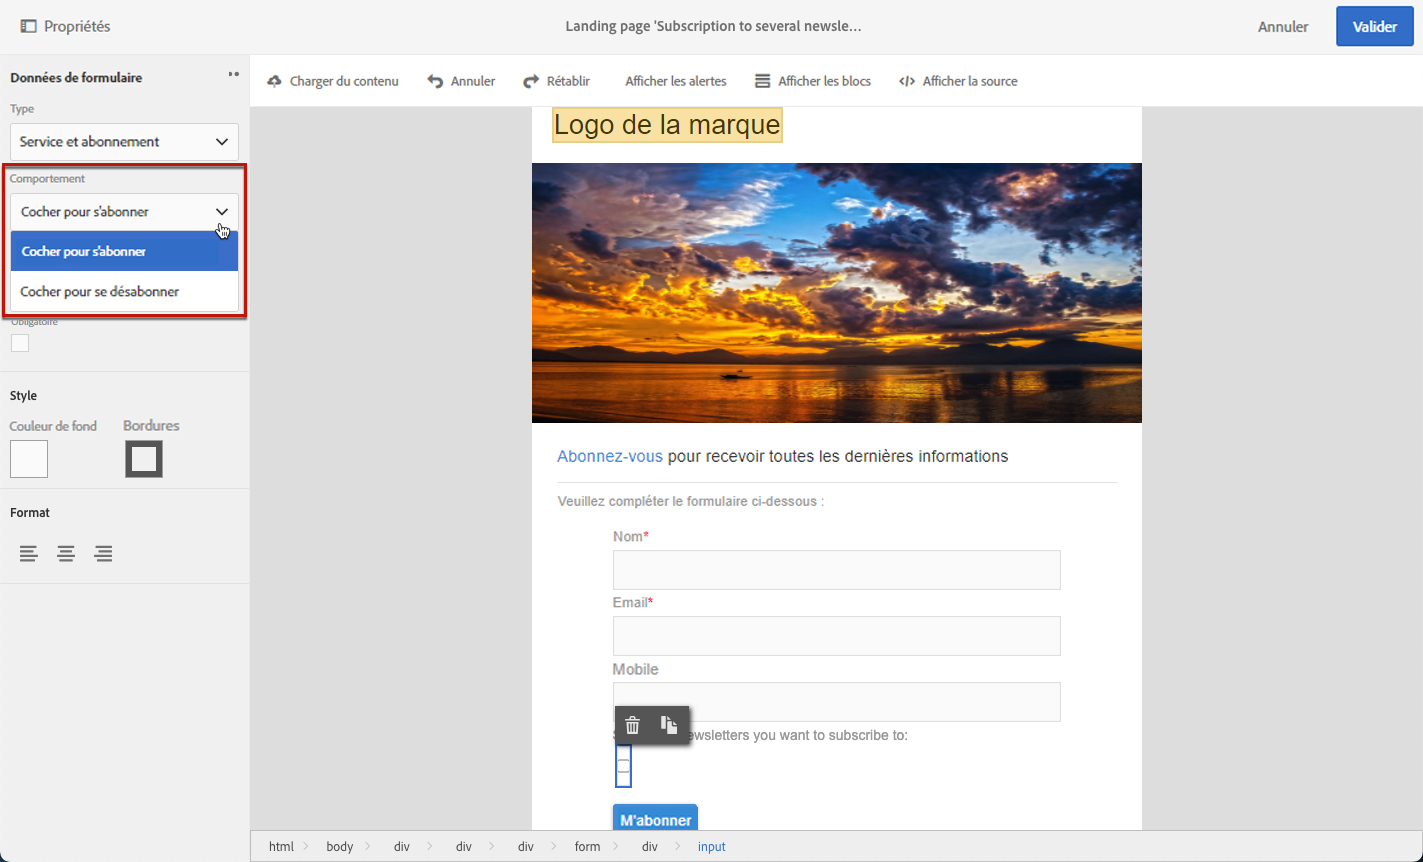 Propriétés
Landing page 'Subscription to several newsle...
Annuler
Valider
Données de formulaire
Charger du contenu
Annuler
Rétablir
Afficher les alertes
Afficher les blocs
Afficher la source
Type
Service et abonnement
Comportement
Cocher pour s'abonner
Cocher pour s'abonner
Cocher pour se désabonner
Obligatoire
Style
Couleur de fond
Bordures
Format
Logo de la marque
Abonnez-vous pour recevoir toutes les dernières informations
Veuillez compléter le formulaire ci-dessous :
Nom*
Email*
Mobile
ewsletters you want to subscribe to:
M'abonner
html body div div div form div input